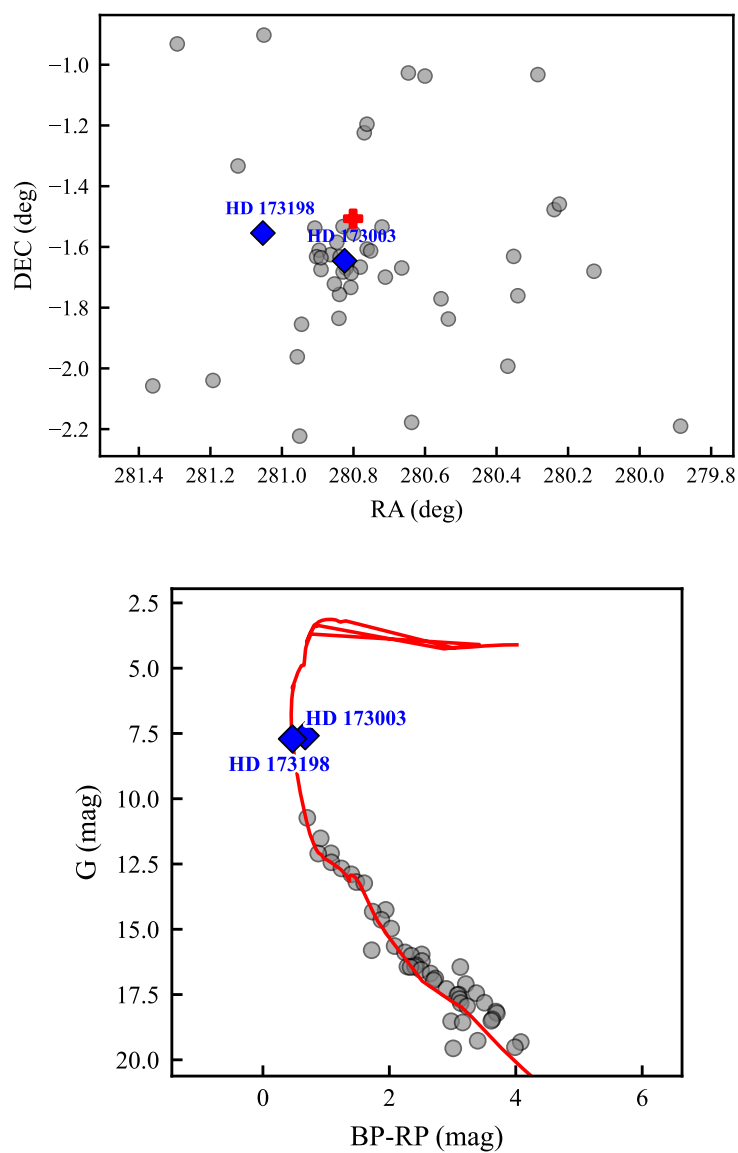 −1.0
−1.2
−1.4
−1.6
−1.8
−2.0
−2.2
DEC (deg)
HD 173198
HD 173003
281.4 281.2 281.0 280.8 280.6 280.4 280.2 280.0 279.8
RA (deg)
2.5
5.0
7.5
10.0
12.5
15.0
17.5
20.0
G (mag)
HD 173003
HD 173198
0 2 4 6
BP-RP (mag)